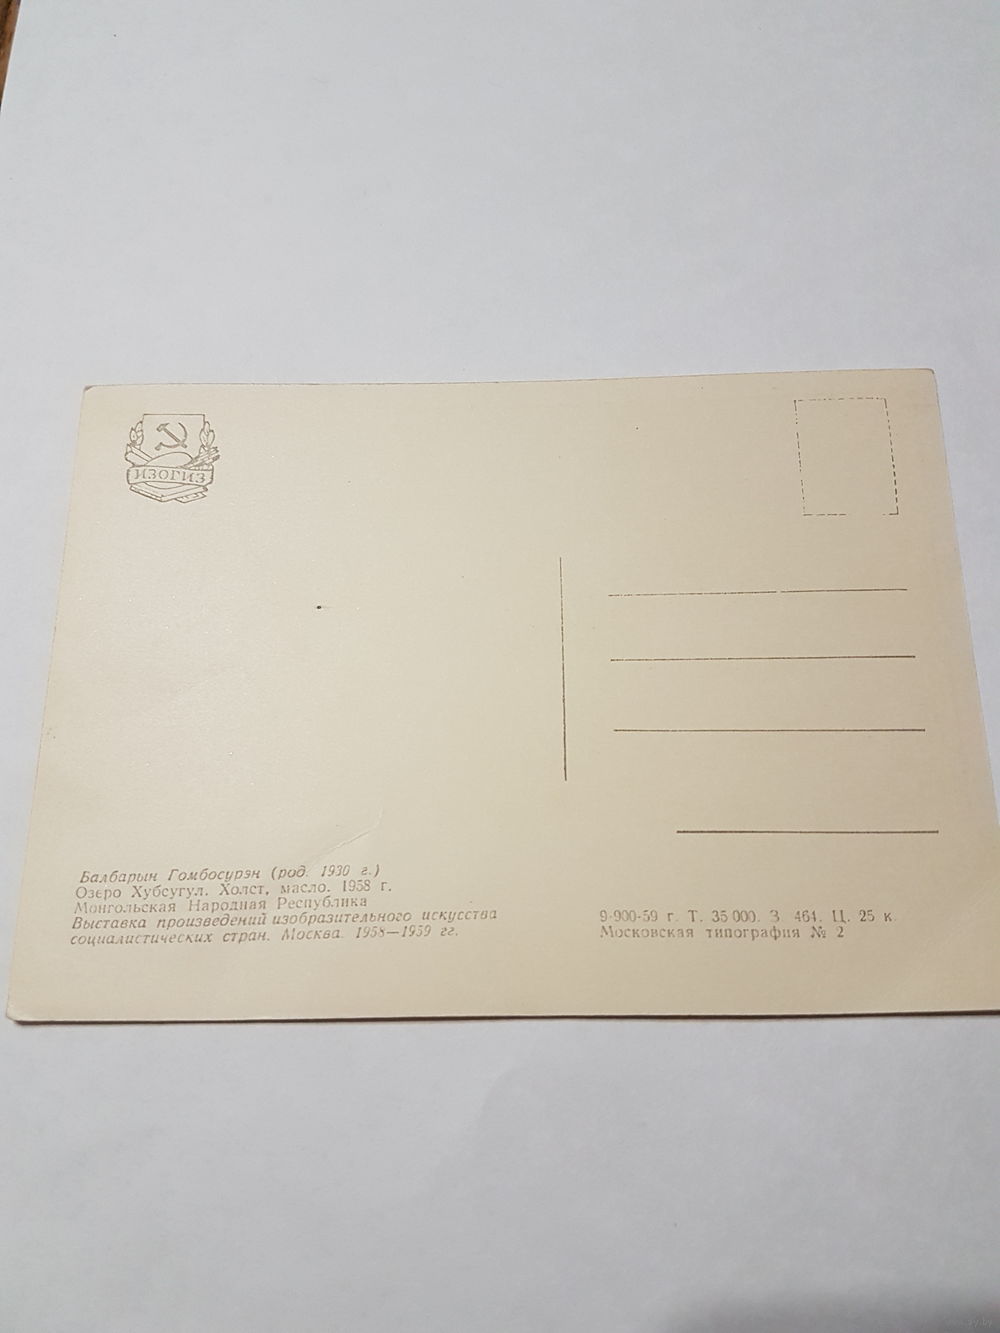 ИЗОГИЗ
Балбарын Гомбосурэн (род. 1930 г.)
Озеро Хубсугул. Холст, масло. 1958 г.
Монгольская Народная Республика
Выставка произведений изобразительного искусства
социалистических стран. Москва. 1958—1959 гг.
9-900-59 г. Т. 35 000. З. 464. Ц. 25 к.
Московская типография № 2